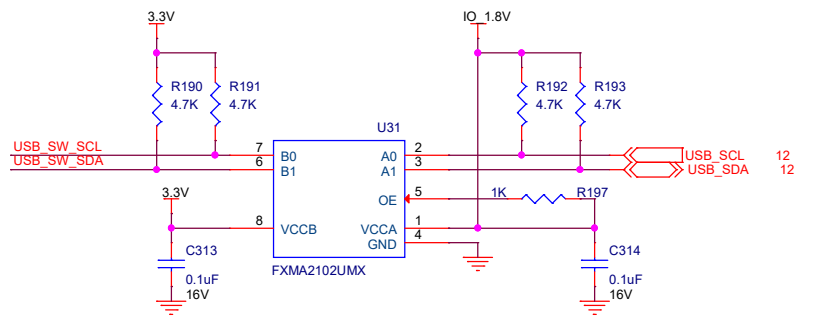 3.3V
IO_1.8V
R190
4.7K
R191
4.7K
R192
4.7K
R193
4.7K
U31
USB_SW_SCL
USB_SW_SDA
7
6
B0
B1
A0
A1
2
3
USB_SCL 12
USB_SDA 12
OE
5
1K
R197
3.3V
8
VCCB
VCCA
GND
1
4
C313
0.1uF
16V
FXMA2102UMX
C314
0.1uF
16V